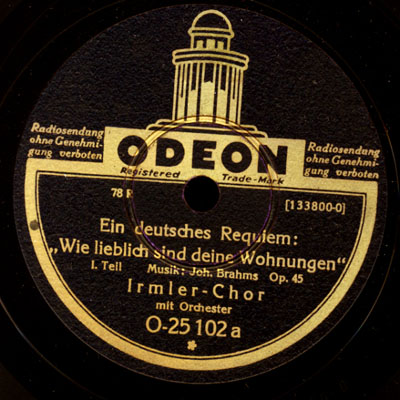 Radiosendung
ohne Genehmi-
gung verboten
Radiosendung
ohne Genehmi-
gung verboten
ODEON
Registered Trade-Mark
78 R
[133800-0]
Ein deutsches Requiem:
„Wie lieblich sind deine Wohnungen“
I. Teil Musik: Joh. Brahms Op. 45
Irmler-Chor
mit Orchester
O-25 102 a
*